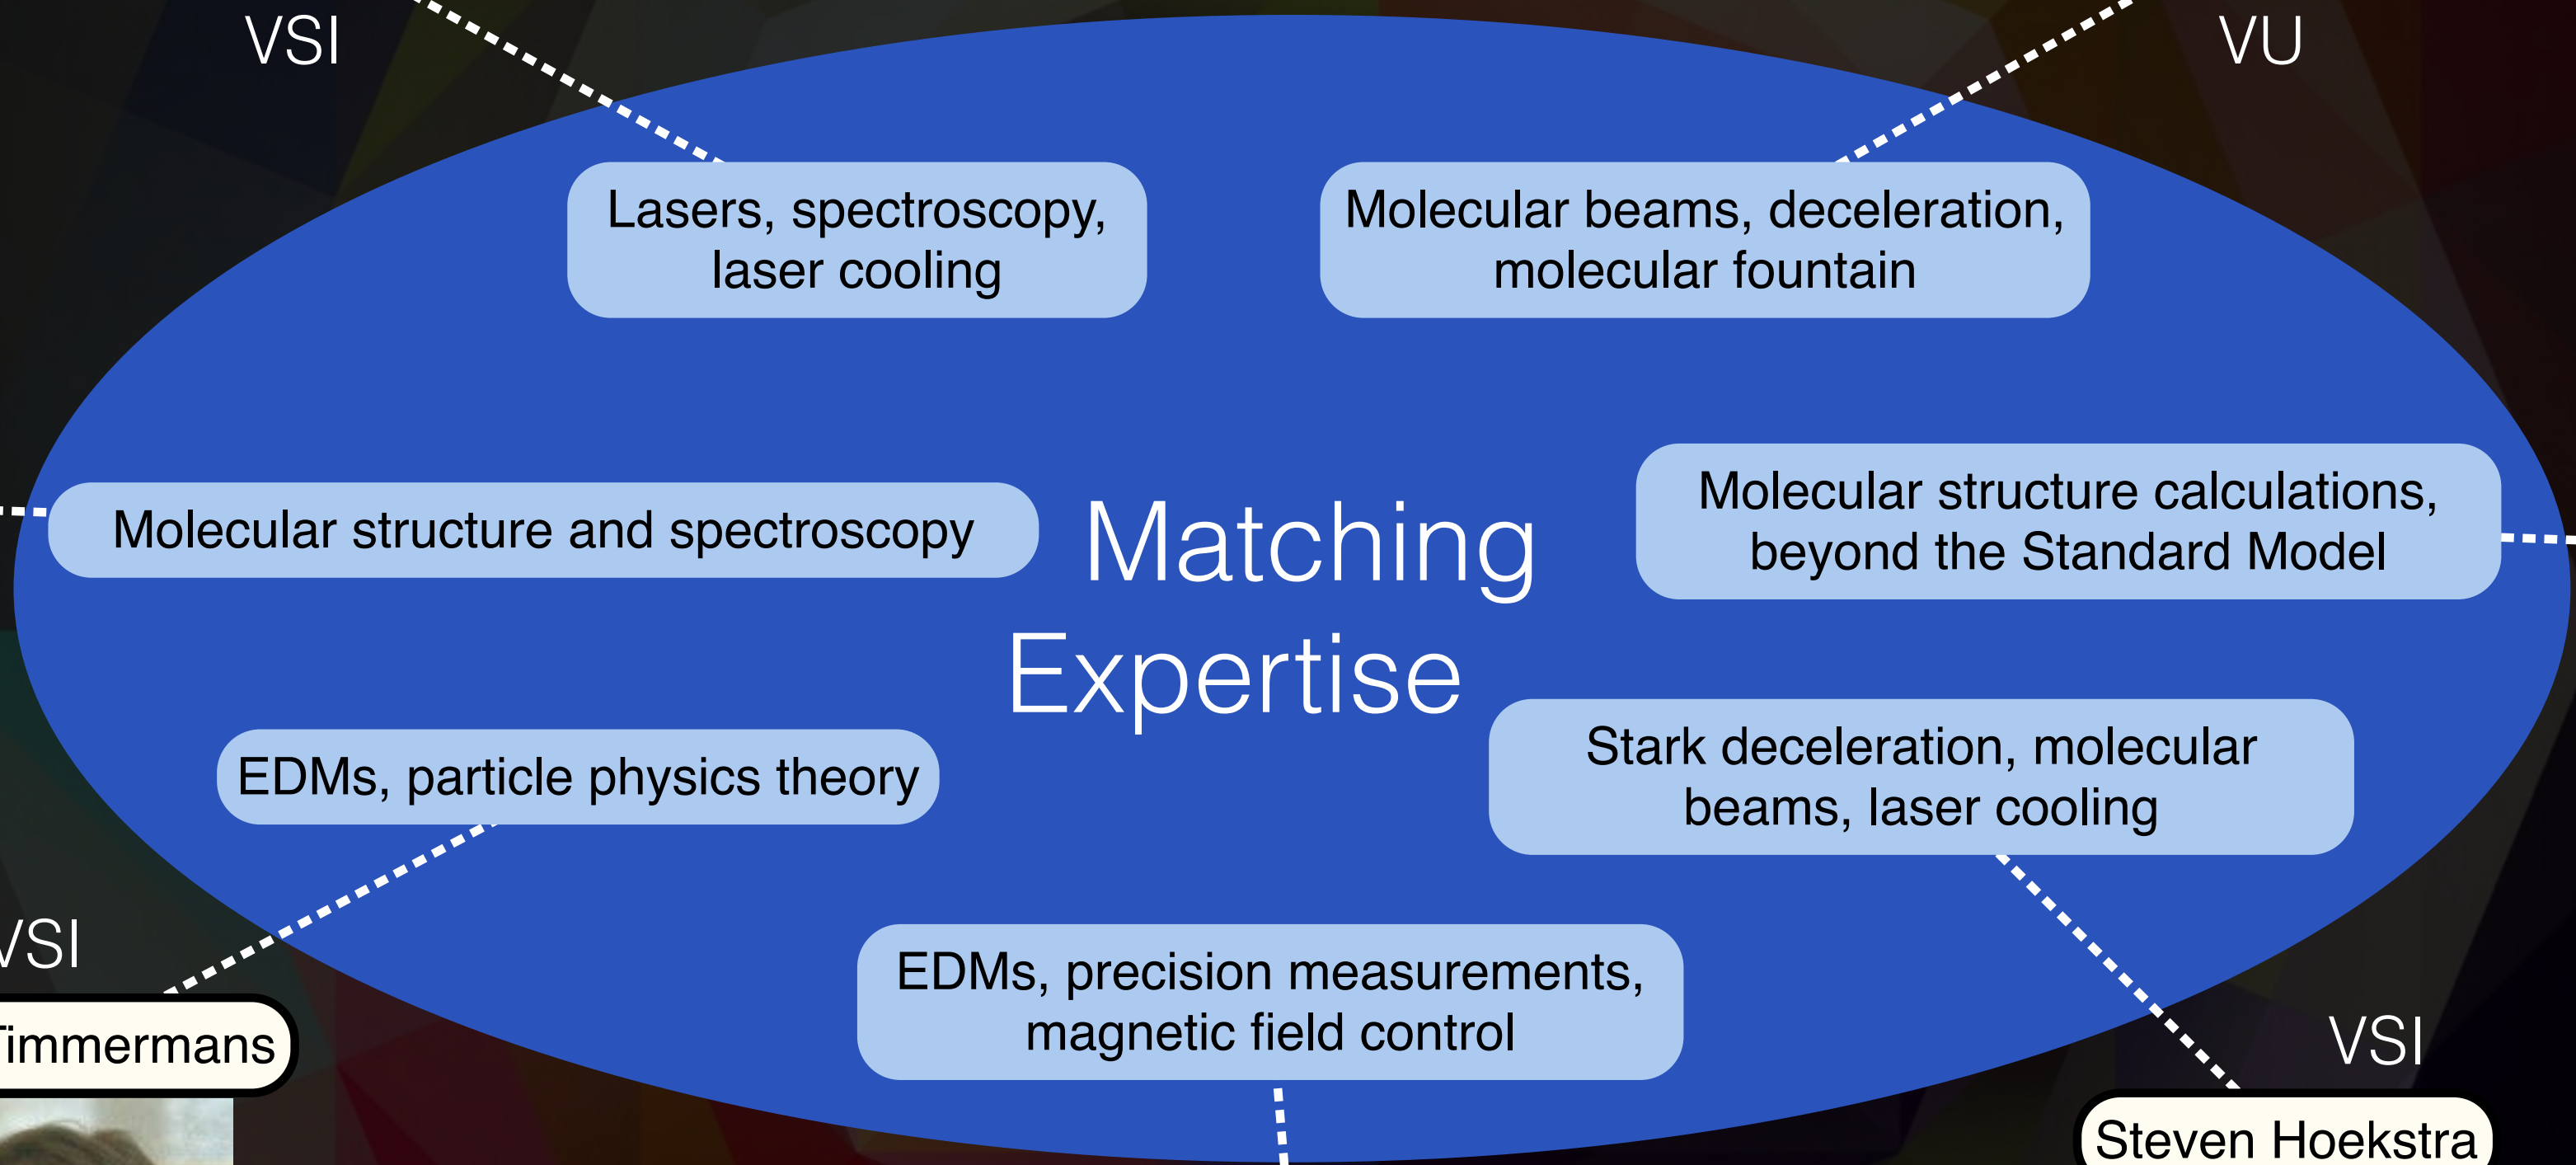 VSI
VU
Lasers, spectroscopy,
laser cooling
Molecular beams, deceleration,
molecular fountain
Molecular structure and spectroscopy
Matching
Expertise
Molecular structure calculations,
beyond the Standard Model
EDMs, particle physics theory
Stark deceleration, molecular
beams, laser cooling
EDMs, precision measurements,
magnetic field control
VSI
Timmermans
VSI
Steven Hoekstra